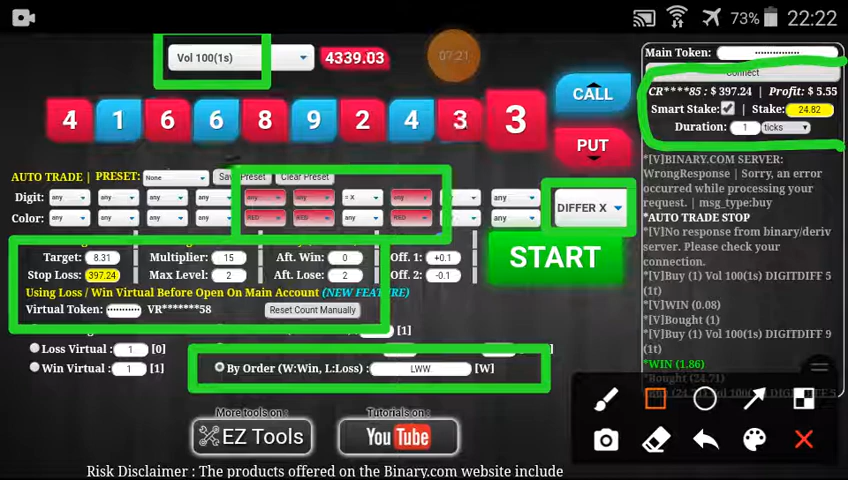 73% 22:22
Vol 100(1s) 4339.03 07:21
4 1 6 6 8 9 2 4 3 3
CALL
PUT
AUTO TRADE | PRESET: None Save Preset Clear Preset
Digit: any any any any any any = X any any any
Color: any any any any RED RED any RED any any
DIFFER X
START
Target: 8.31 Multiplier: 15 Aft. Win: 0 Off. 1: +0.1
Stop Loss: 397.24 Max Level: 2 Aft. Lose: 2 Off. 2: -0.1
Using Loss / Win Virtual Before Open On Main Account (NEW FEATURE)
Virtual Token: VR*******58 Reset Count Manually
[1]
Loss Virtual: 1 [0]
Win Virtual: 1 [1] By Order (W:Win, L:Loss) : LWW [W]
More tools on : Tutorials on :
EZ Tools YouTube
Risk Disclaimer : The products offered on the Binary.com website include
Main Token:
Connect
CR****85 : $ 397.24 | Profit: $ 5.55
Smart Stake: | Stake: 24.82
Duration: 1 ticks
*[V]BINARY.COM SERVER:
WrongResponse | Sorry, an error
occurred while processing your
request. | msg_type:buy
*AUTO TRADE STOP
*[V]No response from binary/deriv
server. Please check your
connection.
*[V]Buy (1) Vol 100(1s) DIGITDIFF 5
(1t)
*[V]WIN (0.08)
*[V]Bought (1)
*[V]Buy (1) Vol 100(1s) DIGITDIFF 9
(1t)
*WIN (1.86)
*Bought (24.71)